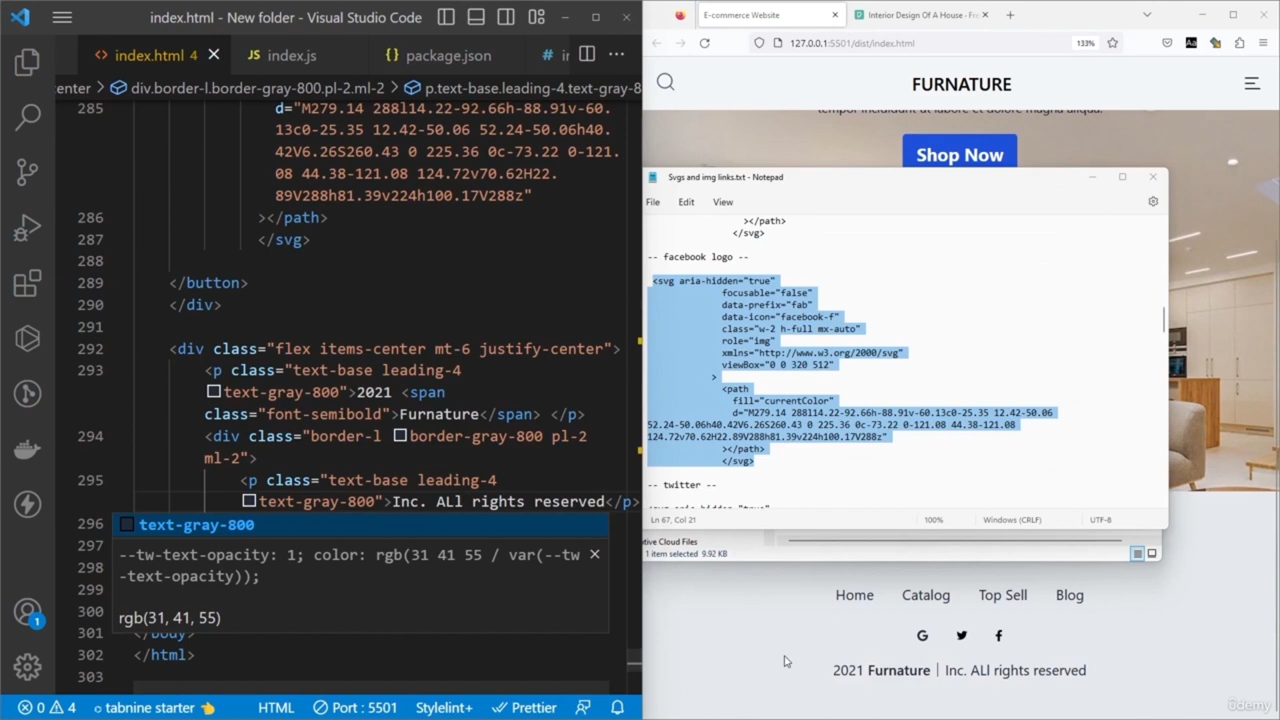 index.html - New folder - Visual Studio Code
index.html 4
index.js
package.json
center
div.border-l.border-gray-800.pl-2.ml-2
p.text-base.leading-4.text-gray-8
285 d="M279.14 288l14.22-92.66h-88.91v-60.
13c0-25.35 12.42-50.06 52.24-50.06h40.
42V6.26S260.43 0 225.36 0c-73.22 0-121.
08 44.38-121.08 124.72v70.62H22.
89V288h81.39v224h100.17V288z"
286 ></path>
287 </svg>
288
289 </button>
290 </div>
291
292 <div class="flex items-center mt-6 justify-center">
293 <p class="text-base leading-4
text-gray-800">2021 <span
class="font-semibold">Furnature</span> </p>
294 <div class="border-l border-gray-800 pl-2
ml-2">
295 <p class="text-base leading-4
text-gray-800">Inc. ALl rights reserved</p>
296
text-gray-800
297
--tw-text-opacity: 1; color: rgb(31 41 55 / var(--tw
-text-opacity));
298
299
300
rgb(31, 41, 55)
301 </body>
302 </html>
303
0 4 tabnine starter HTML Port : 5501 Stylelint+ Prettier
1
E-commerce Website
Interior Design Of A House - Fr
127.0.0.1:5501/dist/index.html 133%
FURNATURE
tempor incididunt ut labore et dolore magna aliqua.
Shop Now
Svgs and img links.txt - Notepad
File Edit View
></path>
</svg>
-- facebook logo --
<svg aria-hidden="true"
focusable="false"
data-prefix="fab"
data-icon="facebook-f"
class="w-2 h-full mx-auto"
role="img"
xmlns="http://www.w3.org/2000/svg"
viewBox="0 0 320 512"
>
<path
fill="currentColor"
d="M279.14 288l14.22-92.66h-88.91v-60.13c0-25.35 12.42-50.06
52.24-50.06h40.42V6.26S260.43 0 225.36 0c-73.22 0-121.08 44.38-121.08
124.72v70.62H22.89V288h81.39v224h100.17V288z"
></path>
</svg>
-- twitter --
Ln 67, Col 21 100% Windows (CRLF) UTF-8
tive Cloud Files
1 item selected 9.92 KB
Home Catalog Top Sell Blog
2021 Furnature Inc. ALl rights reserved
ûdemy